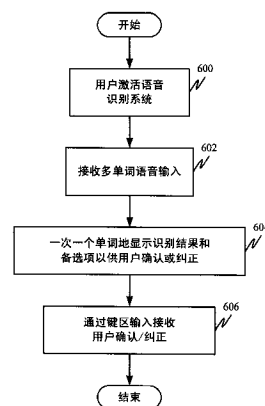 开始
600
用户激活语音
识别系统
602
接收多单词语音输入
一次一个单词地显示识别结果和
备选项以供用户确认或纠正
606
通过键区输入接收
用户确认/纠正
结束